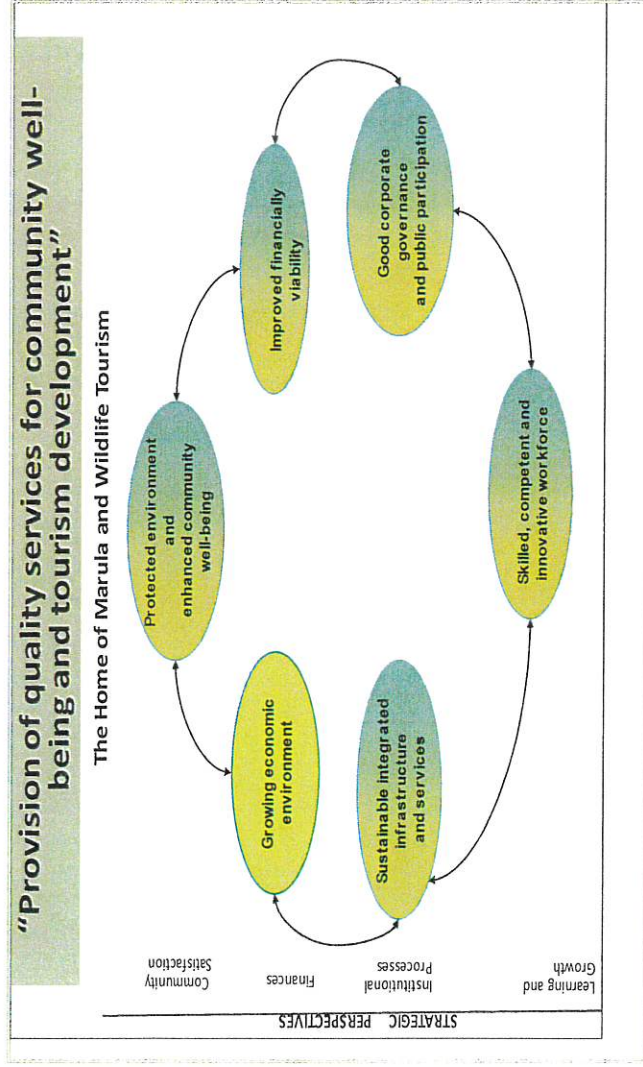 “Provision of quality services for community well-
being and tourism development”
The Home of Marula and Wildlife Tourism
STRATEGIC PERSPECTIVES
Community
Satisfaction
Protected environment
and
enhanced community
well-being
Finances
Growing economic
environment
Improved financially
viability
Institutional
Processes
Sustainable integrated
infrastructure
and services
Good corporate
governance
and public participation
Learning and
Growth
Skilled, competent and
innovative workforce